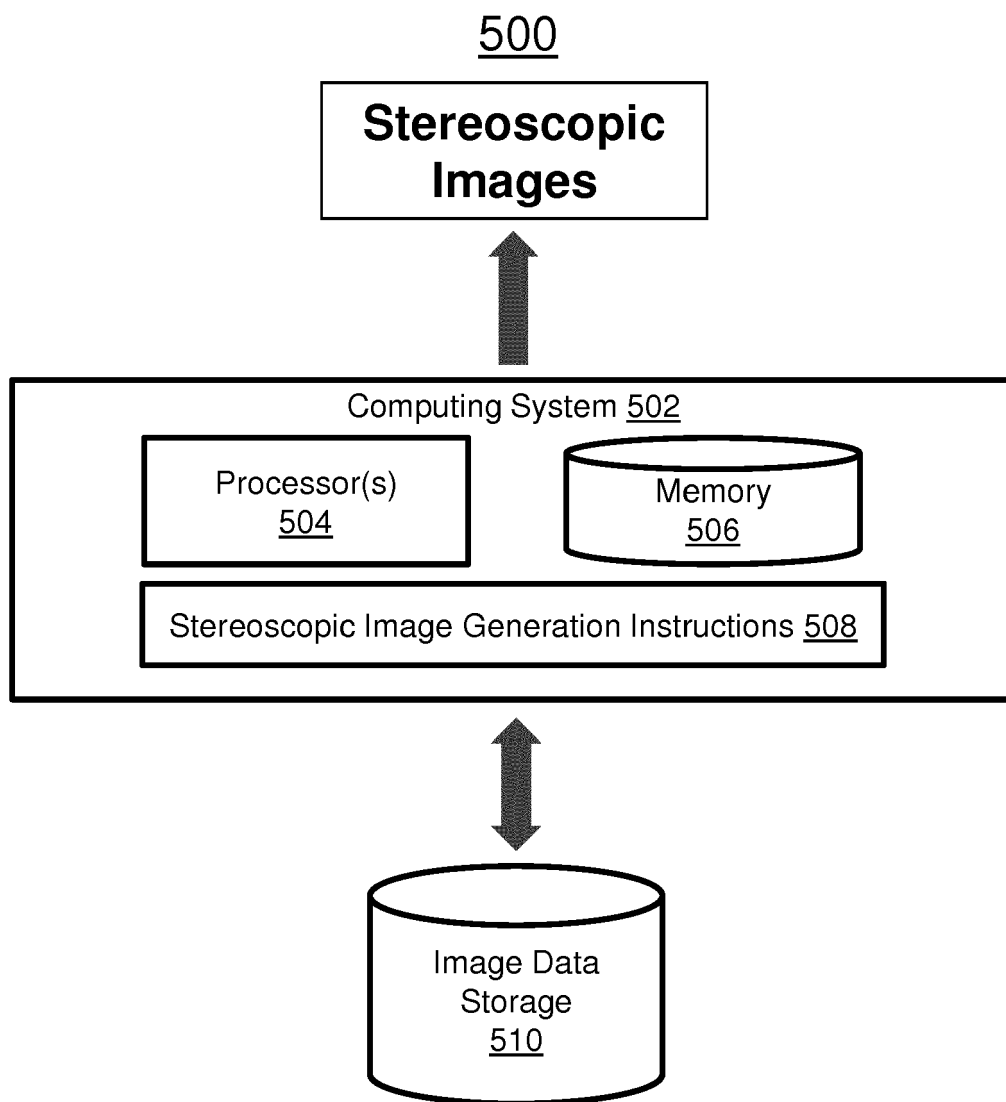 500
Stereoscopic
Images
Computing System 502
Processor(s)
504
Memory
506
Stereoscopic Image Generation Instructions 508
Image Data
Storage
510